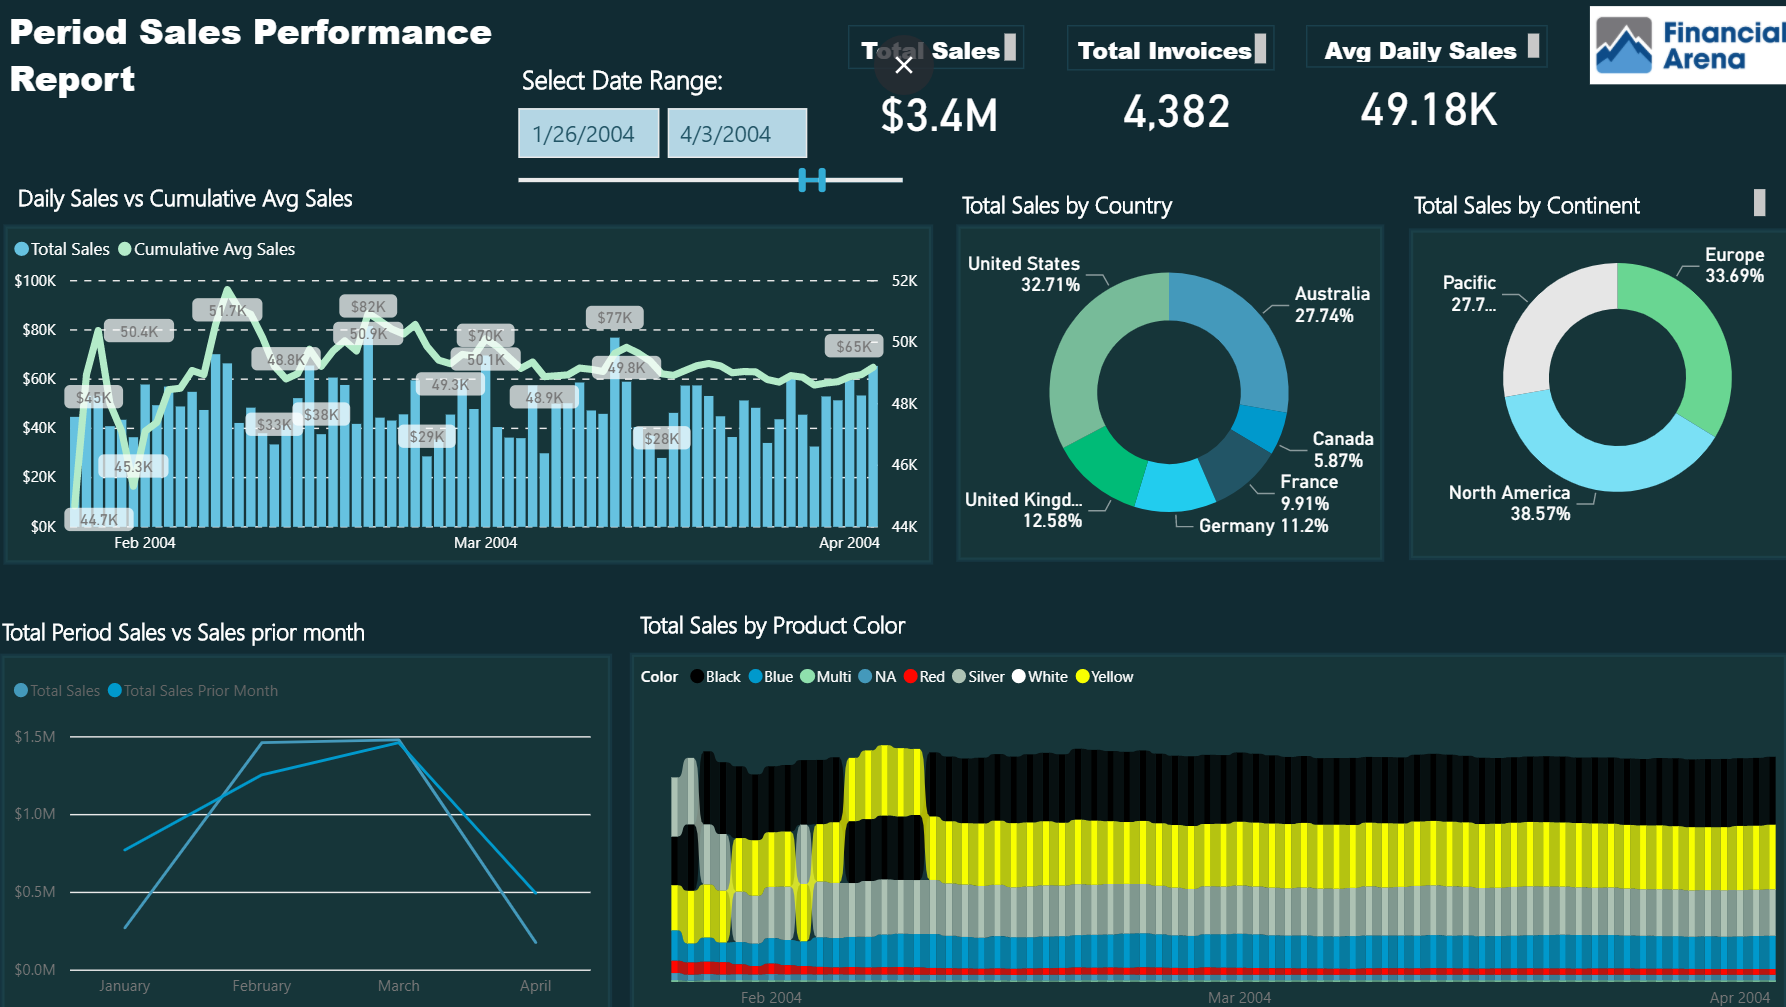 Period Sales Performance
Report
Select Date Range:
1/26/2004
4/3/2004
Total Sales
$3.4M
Total Invoices
4,382
Avg Daily Sales
49.18K
Financial
Arena
Daily Sales vs Cumulative Avg Sales
Total Sales
Cumulative Avg Sales
$100K
$80K
$60K
$40K
$20K
$0K
52K
50K
48K
46K
44K
50.4K
51.7K
$82K
50.9K
$77K
$70K
50.1K
$65K
48.8K
49.8K
49.3K
48.9K
$45K
$38K
$33K
$29K
$28K
45.3K
44.7K
Feb 2004
Mar 2004
Apr 2004
Total Sales by Country
United States
32.71%
Australia
27.74%
Canada
5.87%
France
9.91%
Germany 11.2%
United Kingd...
12.58%
Total Sales by Continent
Europe
33.69%
Pacific
27.7...
North America
38.57%
Total Period Sales vs Sales prior month
Total Sales
Total Sales Prior Month
$1.5M
$1.0M
$0.5M
$0.0M
January
February
March
April
Total Sales by Product Color
Color
Black
Blue
Multi
NA
Red
Silver
White
Yellow
Feb 2004
Mar 2004
Apr 2004